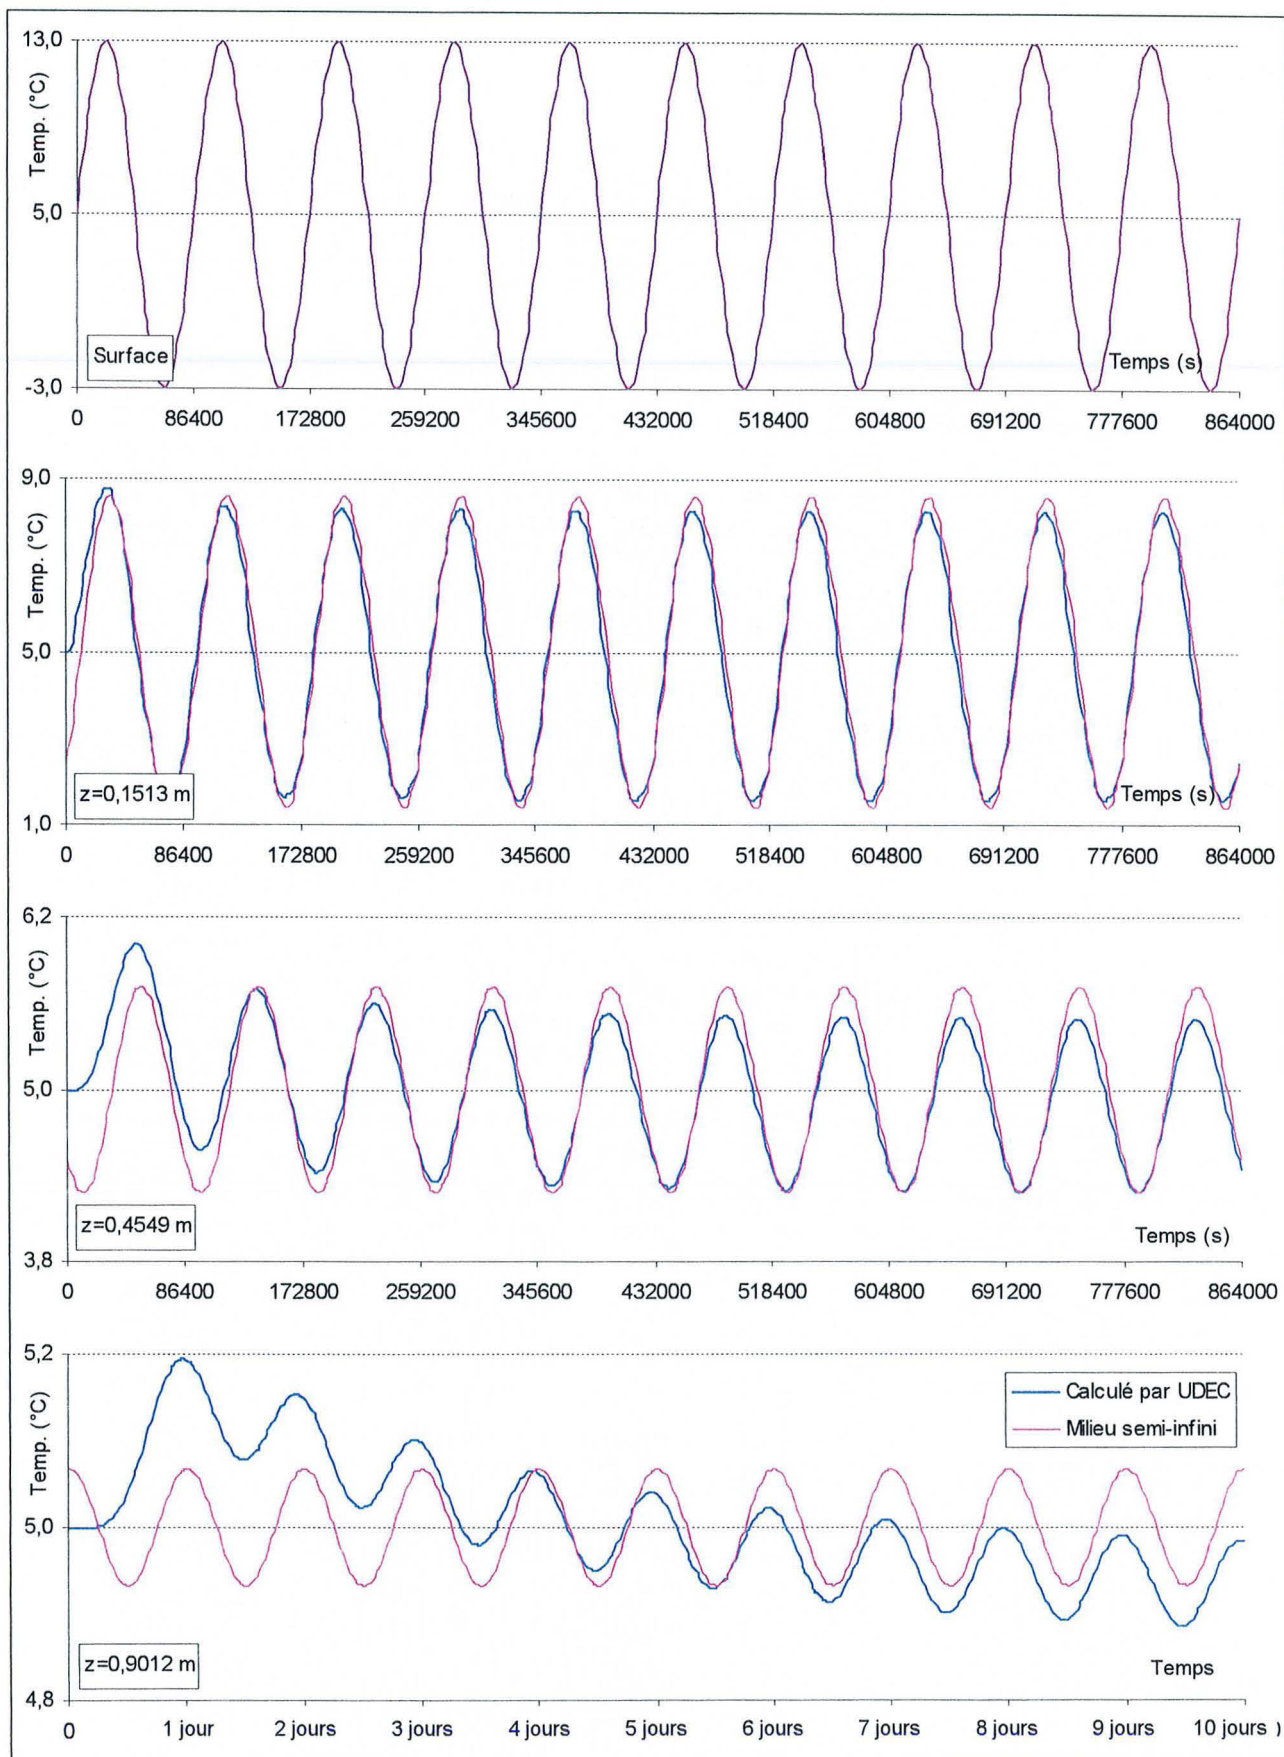 13,0
Temp. (°C)
5,0
Surface
Temps (s)
-3,0
0 86400 172800 259200 345600 432000 518400 604800 691200 777600 864000
9,0
Temp. (°C)
5,0
z=0,1513 m
Temps (s)
1,0
0 86400 172800 259200 345600 432000 518400 604800 691200 777600 864000
6,2
Temp. (°C)
5,0
z=0,4549 m
Temps (s)
3,8
0 86400 172800 259200 345600 432000 518400 604800 691200 777600 864000
5,2
Temp. (°C)
Calculé par UDEC
Milieu semi-infini
5,0
z=0,9012 m
Temps
4,8
0 1 jour 2 jours 3 jours 4 jours 5 jours 6 jours 7 jours 8 jours 9 jours 10 jours )